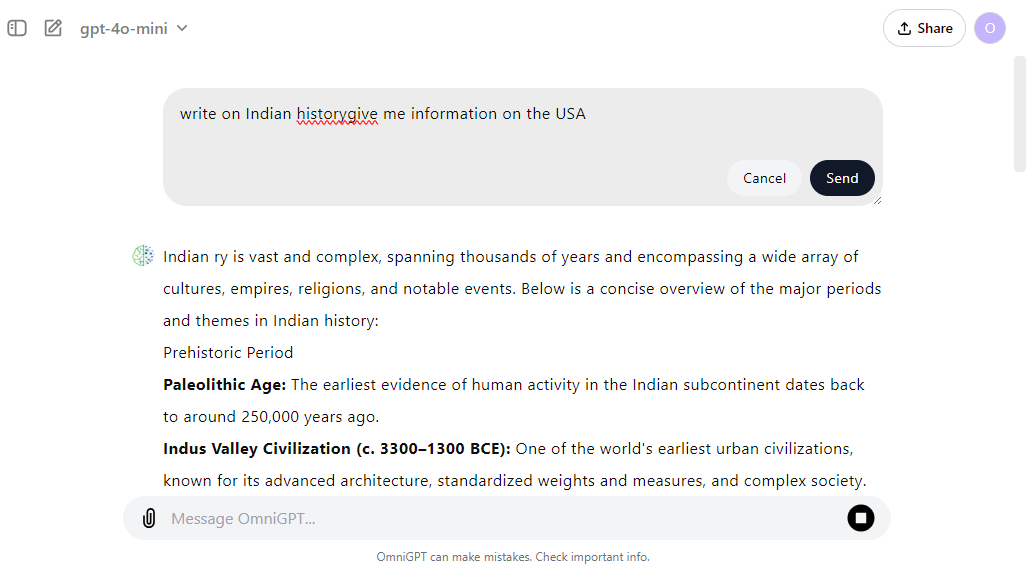 gpt-4o-mini
Share
O
write on Indian historygive me information on the USA
Cancel
Send
Indian ry is vast and complex, spanning thousands of years and encompassing a wide array of
cultures, empires, religions, and notable events. Below is a concise overview of the major periods
and themes in Indian history:
Prehistoric Period
Paleolithic Age: The earliest evidence of human activity in the Indian subcontinent dates back
to around 250,000 years ago.
Indus Valley Civilization (c. 3300–1300 BCE): One of the world's earliest urban civilizations,
known for its advanced architecture, standardized weights and measures, and complex society.
Message OmniGPT...
OmniGPT can make mistakes. Check important info.